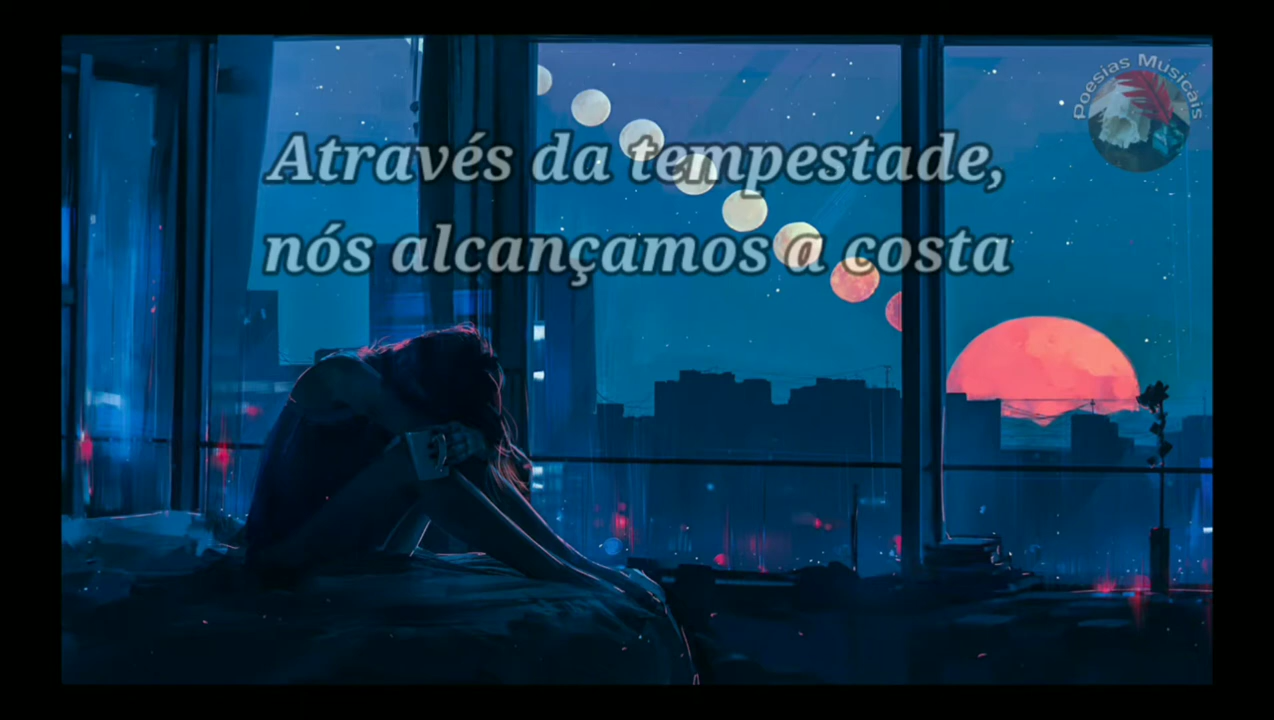 Poesias Musicais
Através da tempestade,
nós alcançamos a costa